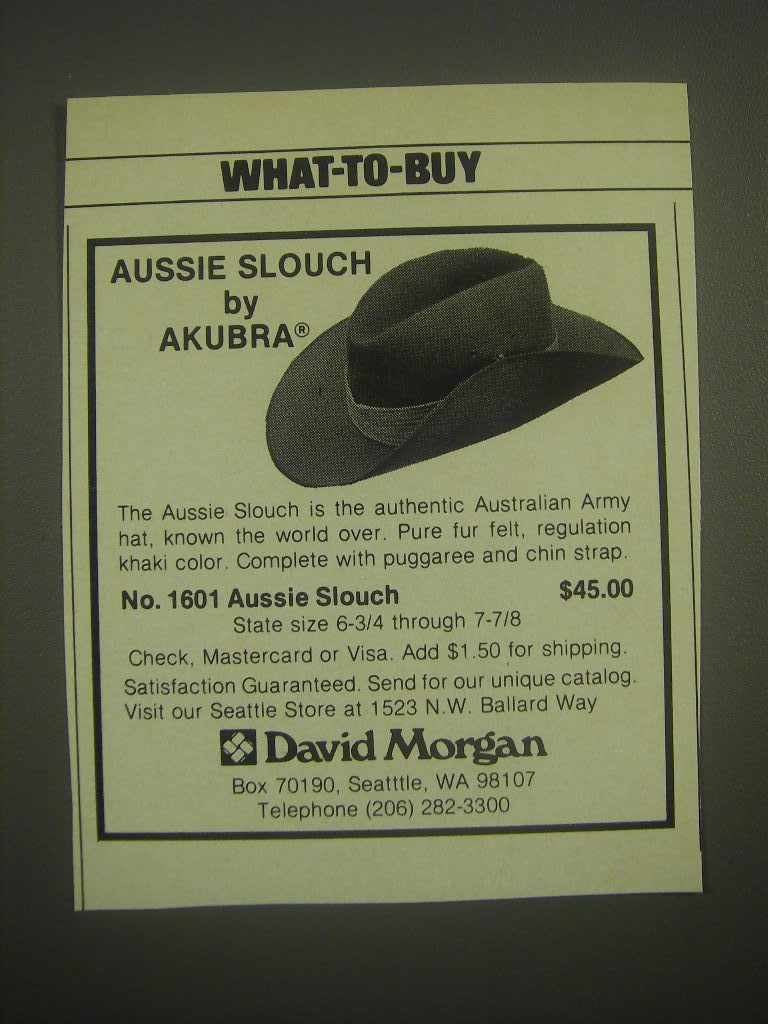 WHAT-TO-BUY
AUSSIE SLOUCH
by
AKUBRA®
The Aussie Slouch is the authentic Australian Army
hat, known the world over. Pure fur felt, regulation
khaki color. Complete with puggaree and chin strap.
No. 1601 Aussie Slouch $45.00
State size 6-3/4 through 7-7/8
Check, Mastercard or Visa. Add $1.50 for shipping.
Satisfaction Guaranteed. Send for our unique catalog.
Visit our Seattle Store at 1523 N.W. Ballard Way
David Morgan
Box 70190, Seatttle, WA 98107
Telephone (206) 282-3300